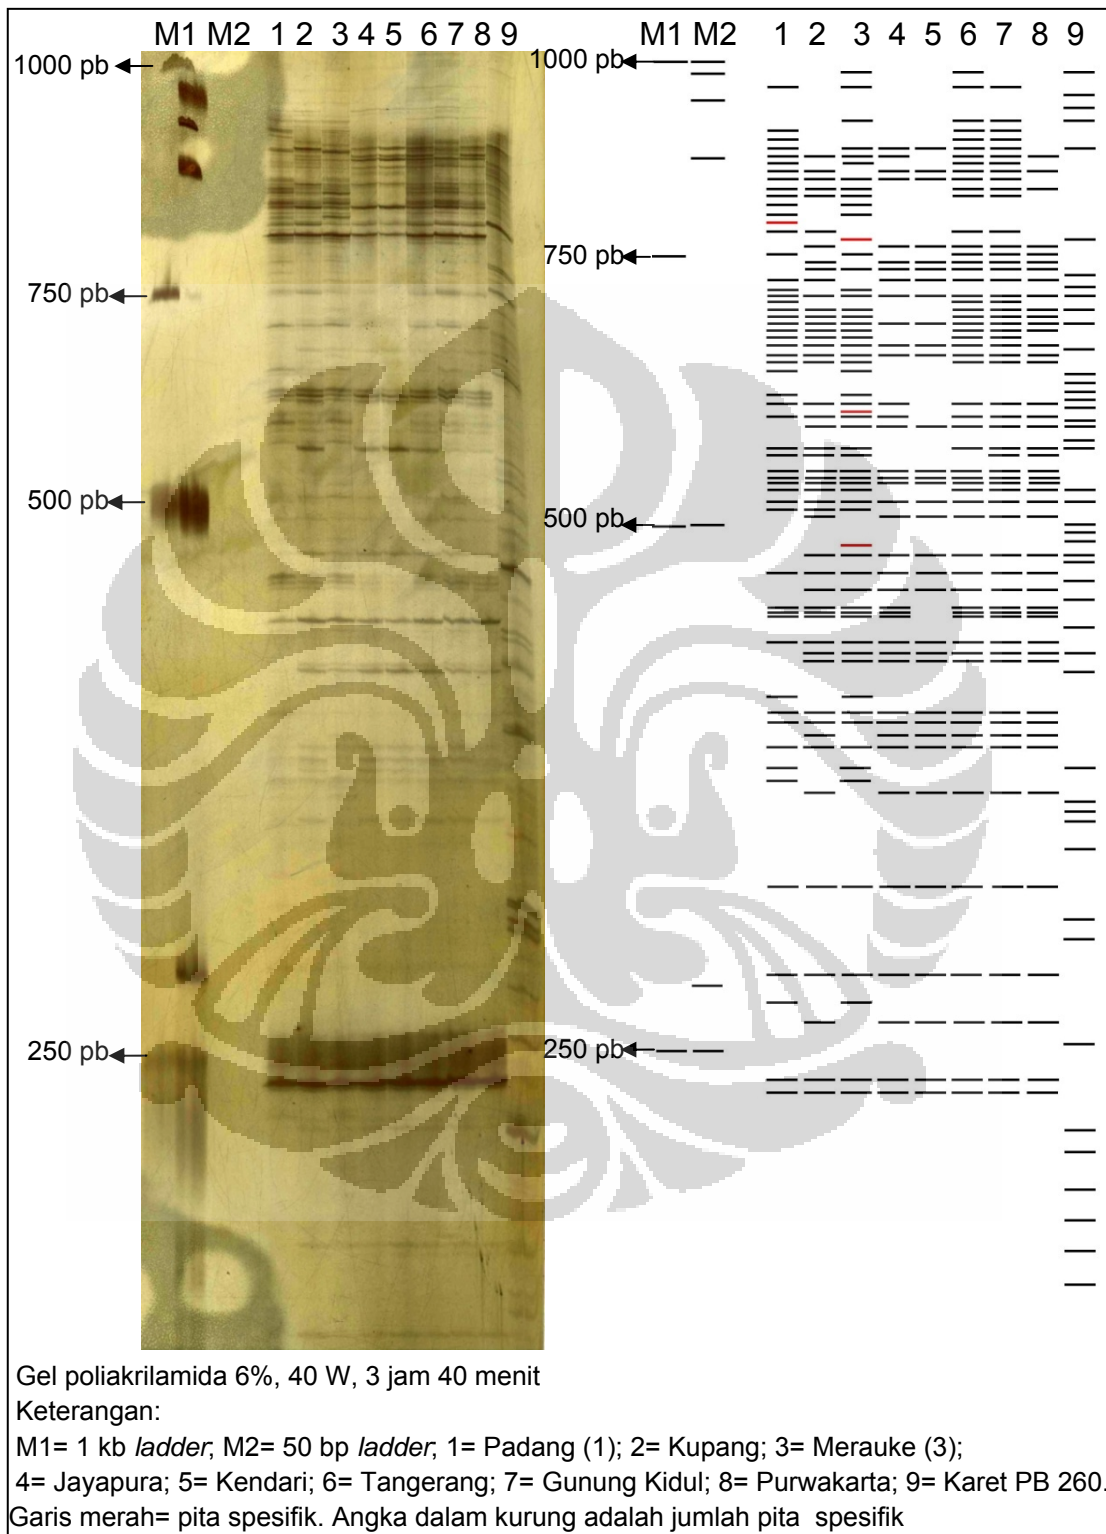 M1 M2 1 2 3 4 5 6 7 8 9 M1 M2 1 2 3 4 5 6 7 8 9
1000 pb 1000 pb
750 pb
750 pb
500 pb
500 pb
250 pb 250 pb
Gel poliakrilamida 6%, 40 W, 3 jam 40 menit
Keterangan:
M1= 1 kb ladder; M2= 50 bp ladder; 1= Padang (1); 2= Kupang; 3= Merauke (3);
4= Jayapura; 5= Kendari; 6= Tangerang; 7= Gunung Kidul; 8= Purwakarta; 9= Karet PB 260.
Garis merah= pita spesifik. Angka dalam kurung adalah jumlah pita spesifik